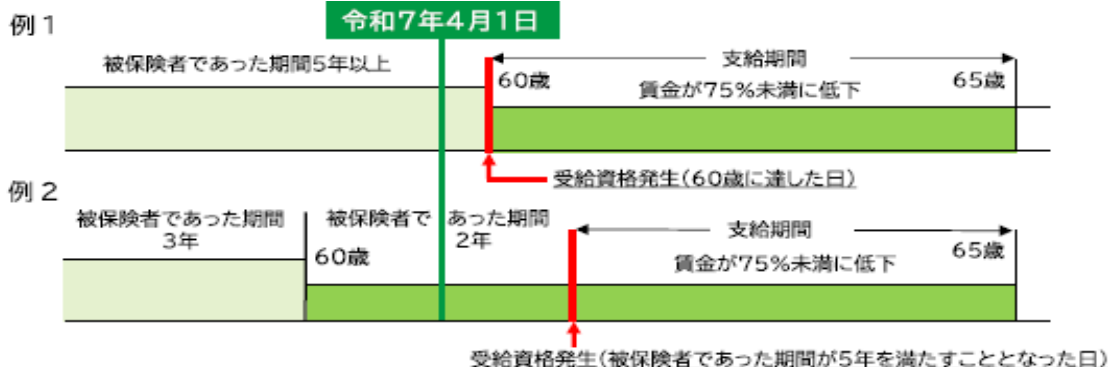 令和7年4月1日
例1
被保険者であった期間5年以上
支給期間
60歳
賃金が75%未満に低下
65歳
受給資格発生(60歳に達した日)
例2
被保険者であった期間
3年
被保険者で あった期間
2年
60歳
支給期間
賃金が75%未満に低下
65歳
受給資格発生(被保険者であった期間が5年を満たすこととなった日)